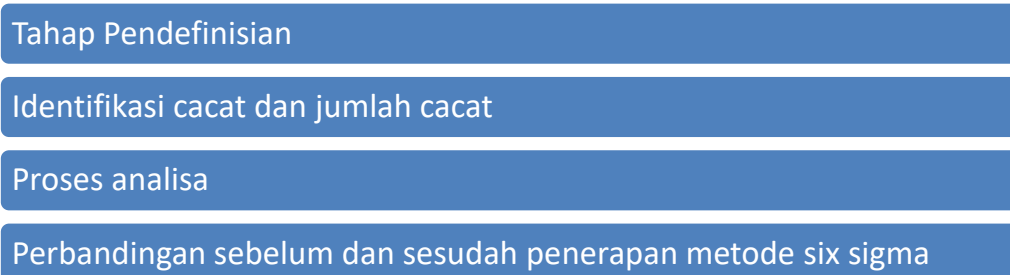 Tahap Pendefinisian
Identifikasi cacat dan jumlah cacat
Proses analisa
Perbandingan sebelum dan sesudah penerapan metode six sigma